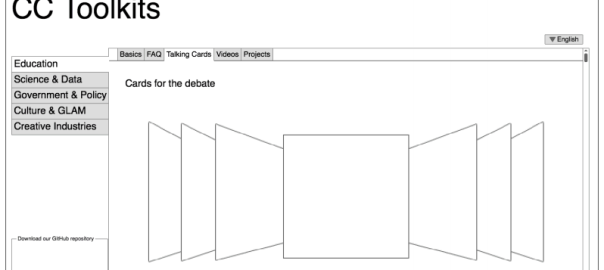 CC Toolkits
English
Basics FAQ Talking Cards Videos Projects
Education
Science & Data
Government & Policy
Culture & GLAM
Creative Industries
Cards for the debate
Download our GitHub repository